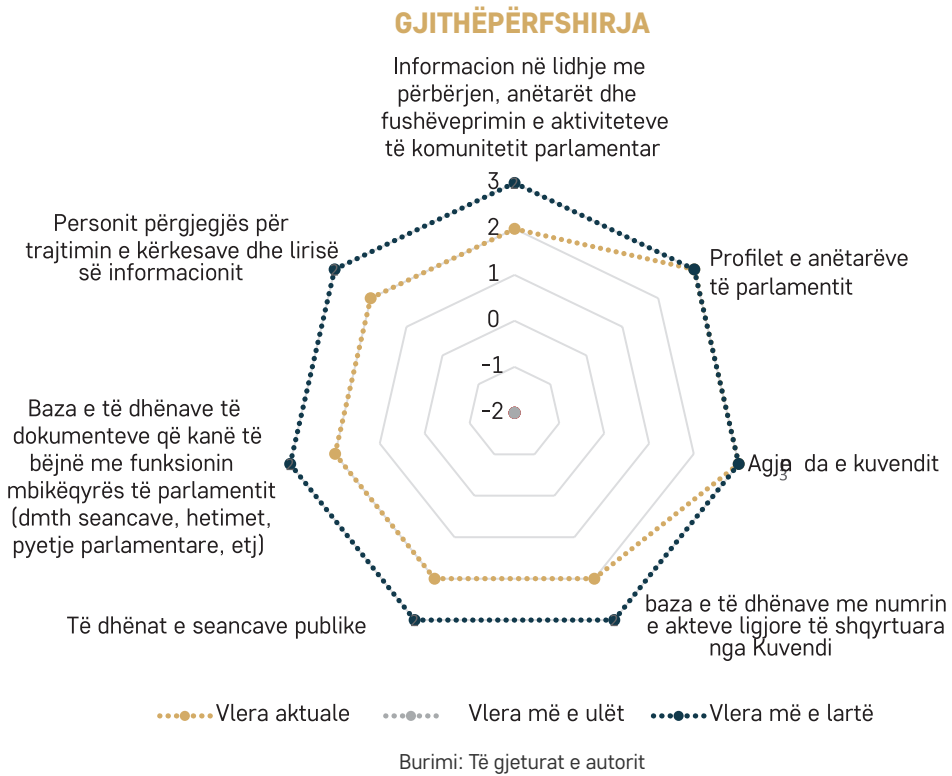 GJITHËPËRFSHIRJA
Informacion në lidhje me
përbërjen, anëtarët dhe
fushëveprimin e aktiviteteve
të komunitetit parlamentar
3
2
1
0
-1
-2
Profilet e anëtarëve
të parlamentit
Agjenda e kuvendit
3
baza e të dhënave me numrin
e akteve ligjore të shqyrtuara
nga Kuvendi
Të dhënat e seancave publike
Baza e të dhënave të
dokumenteve që kanë të
bëjnë me funksionin
mbikëqyrës të parlamentit
(dmth seancave, hetimet,
pyetje parlamentare, etj)
Personit përgjegjës për
trajtimin e kërkesave dhe lirisë
së informacionit
Vlera aktuale
Vlera më e ulët
Vlera më e lartë
Burimi: Të gjeturat e autorit